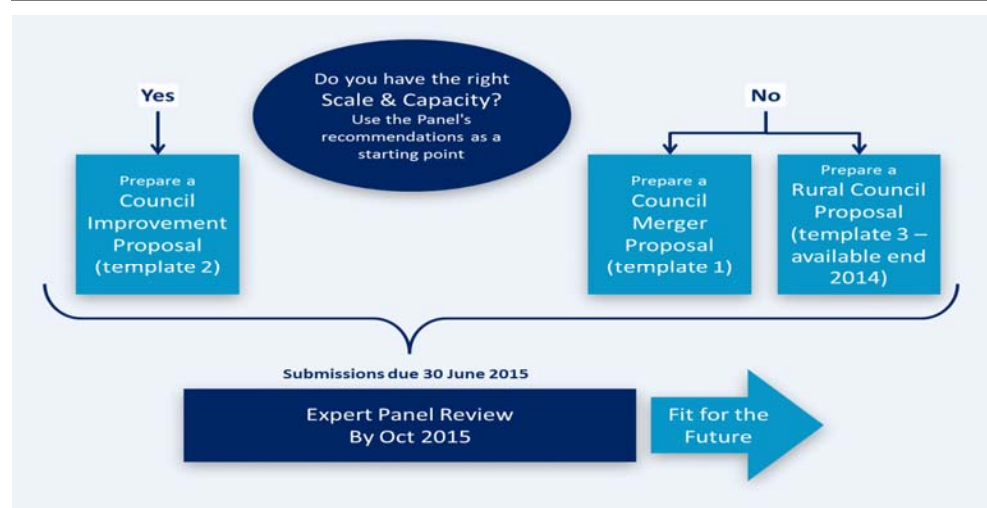 Do you have the right
Scale & Capacity?
Use the Panel's
recommendations as a
starting point
Yes
No
Prepare a
Council
Improvement
Proposal
(template 2)
Prepare a
Council
Merger
Proposal
(template 1)
Prepare a
Rural Council
Proposal
(template 3 –
available end
2014)
Submissions due 30 June 2015
Expert Panel Review
By Oct 2015
Fit for the
Future